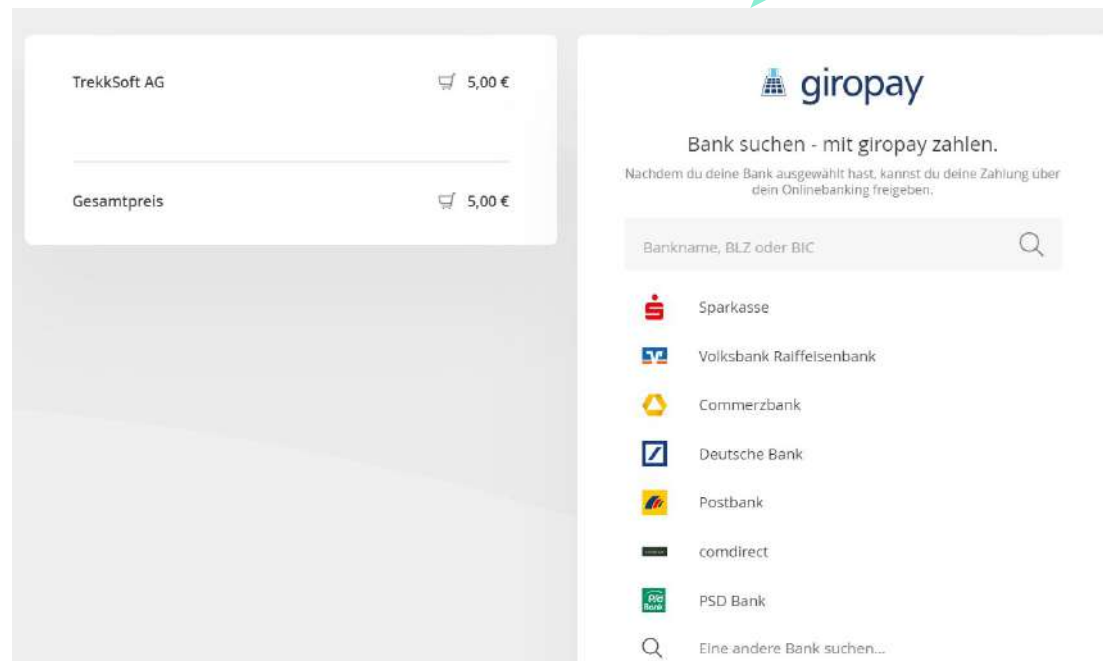 TrekkSoft AG 5,00 €
Gesamtpreis 5,00 €
giropay
Bank suchen - mit giropay zahlen.
Nachdem du deine Bank ausgewählt hast, kannst du deine Zahlung über
dein Onlinebanking freigeben.
Bankname, BLZ oder BIC
Sparkasse
Volksbank Raiffeisenbank
Commerzbank
Deutsche Bank
Postbank
comdirect
PSD Bank
PSD Bank
Eine andere Bank suchen...